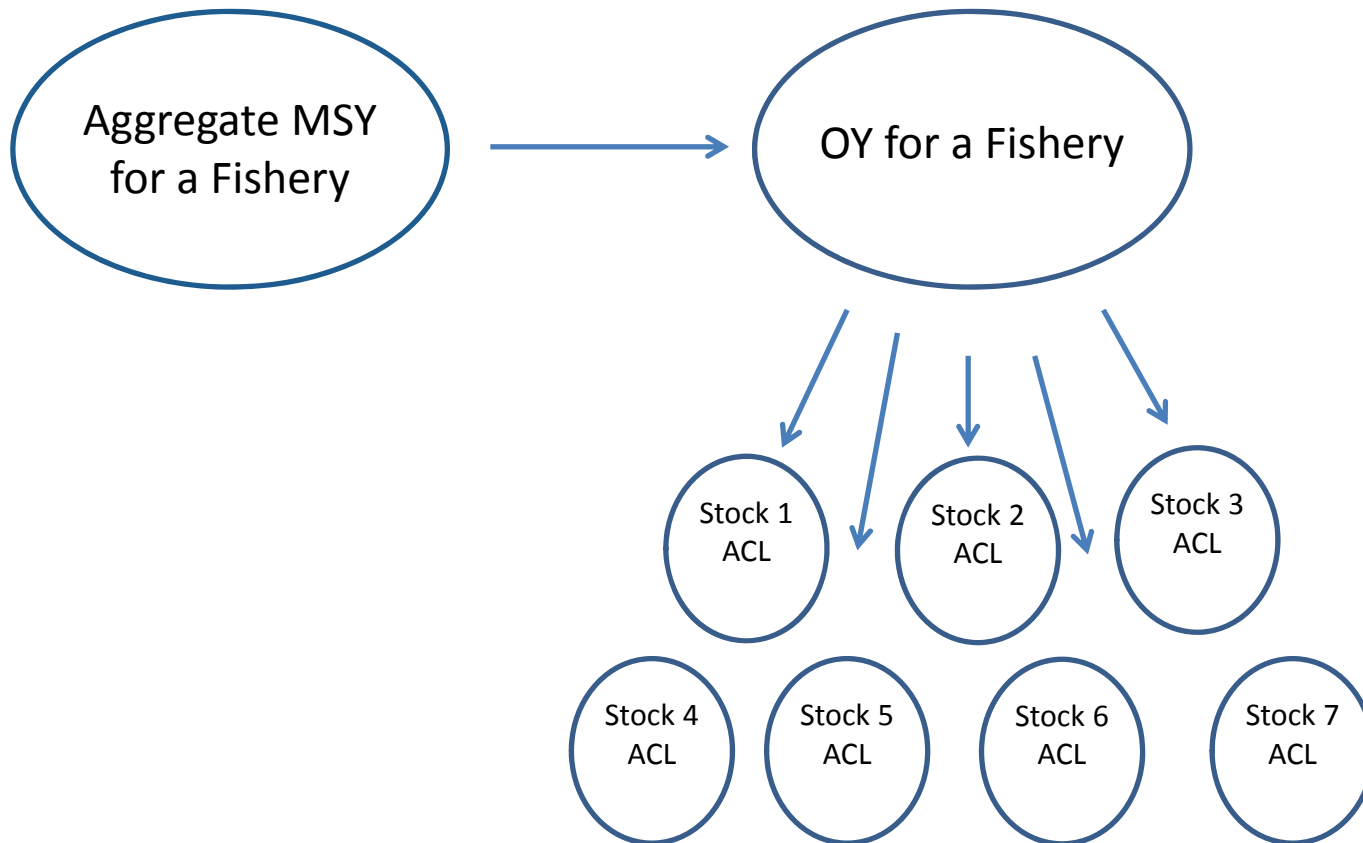 Aggregate MSY
for a Fishery
OY for a Fishery
Stock 1
ACL
Stock 2
ACL
Stock 3
ACL
Stock 4
ACL
Stock 5
ACL
Stock 6
ACL
Stock 7
ACL